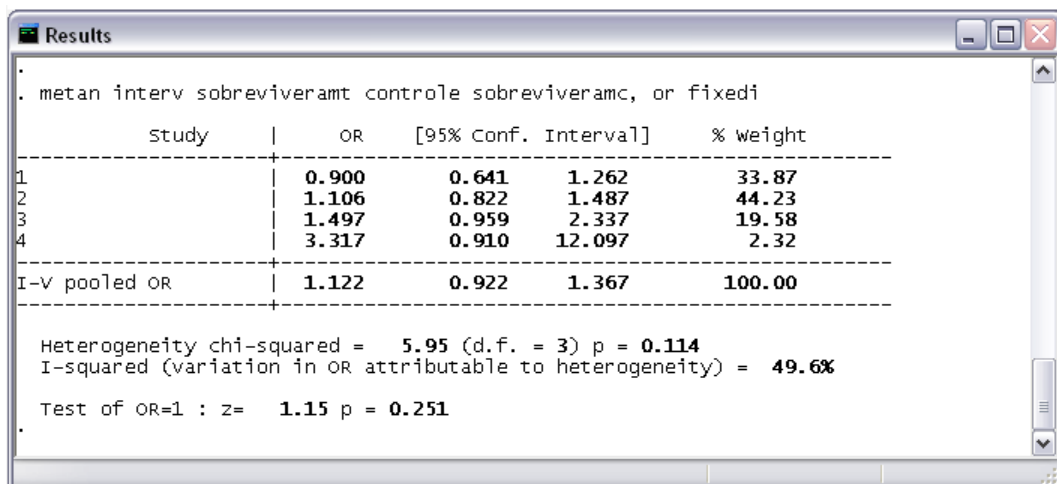 Results
.
. metan interv sobreviveramt controle sobreviveramc, or fixedi
Study | OR [95% Conf. Interval] % Weight
---------------------+---------------------------------------------------
1 | 0.900 0.641 1.262 33.87
2 | 1.106 0.822 1.487 44.23
3 | 1.497 0.959 2.337 19.58
4 | 3.317 0.910 12.097 2.32
---------------------+---------------------------------------------------
I-V pooled OR | 1.122 0.922 1.367 100.00
---------------------+---------------------------------------------------
Heterogeneity chi-squared = 5.95 (d.f. = 3) p = 0.114
I-squared (variation in OR attributable to heterogeneity) = 49.6%
Test of OR=1 : z= 1.15 p = 0.251
.